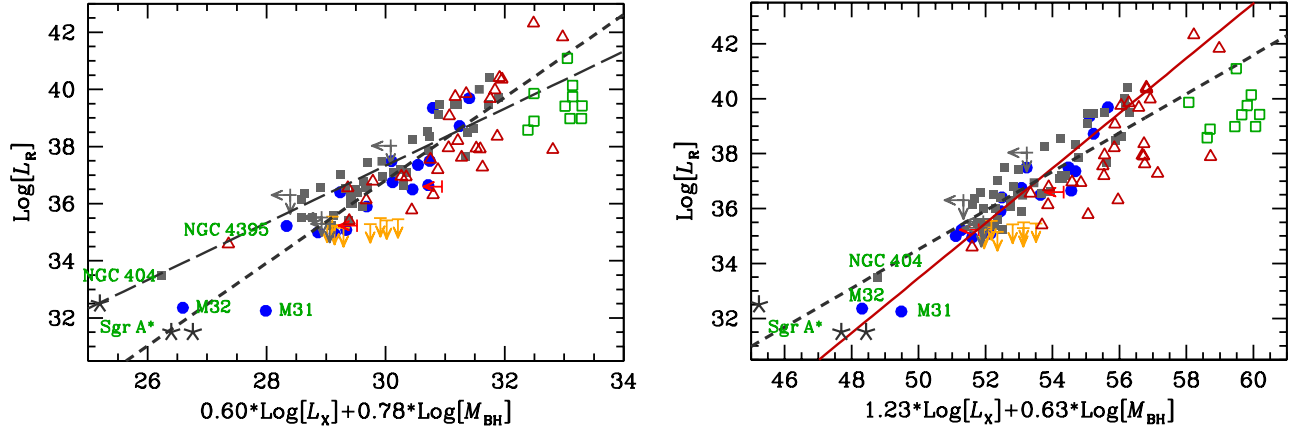 42
40
38
36
34
32
Log[L_R]
NGC 4395
NGC 404
M32
M31
Sgr A*
26 28 30 32 34
0.60*Log[L_X]+0.78*Log[M_BH]
42
40
38
36
34
32
Log[L_R]
NGC 404
M32
M31
Sgr A*
46 48 50 52 54 56 58 60
1.23*Log[L_X]+0.63*Log[M_BH]